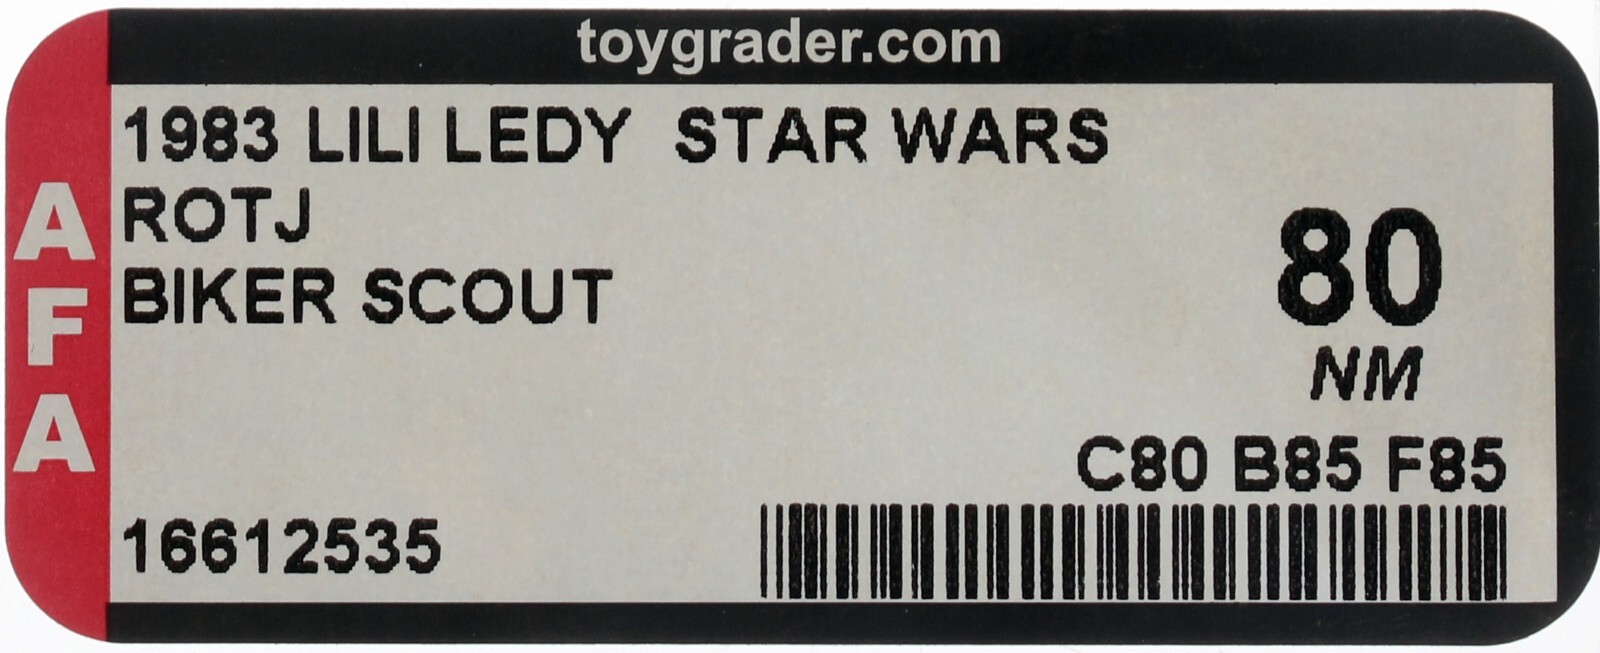 toygrader.com
1983 LILI LEDY STAR WARS
ROTJ
BIKER SCOUT
80
NM
C80 B85 F85
16612535
AFA